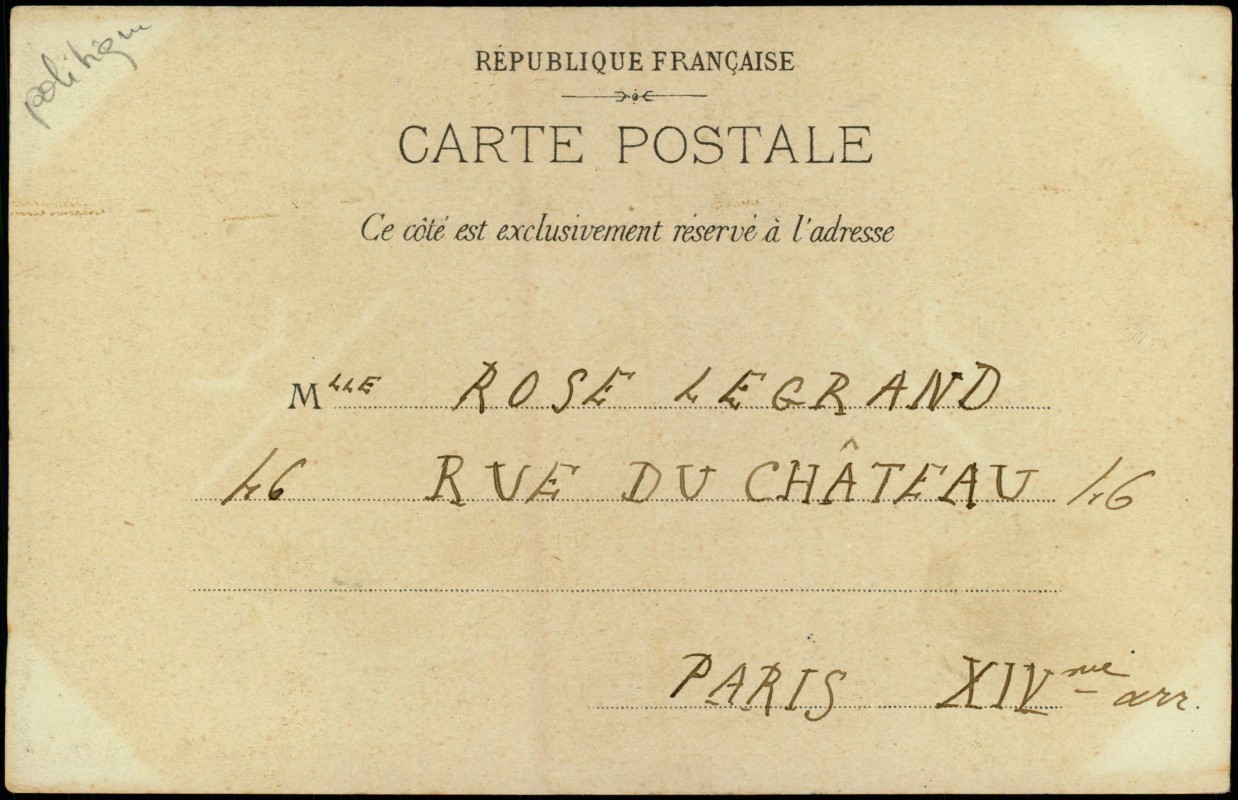 politique
RÉPUBLIQUE FRANÇAISE
CARTE POSTALE
Ce côté est exclusivement réservé à l'adresse
MLLE ROSE LEGRAND
46 RUE DU CHÂTEAU 46
PARIS XIVme arr.